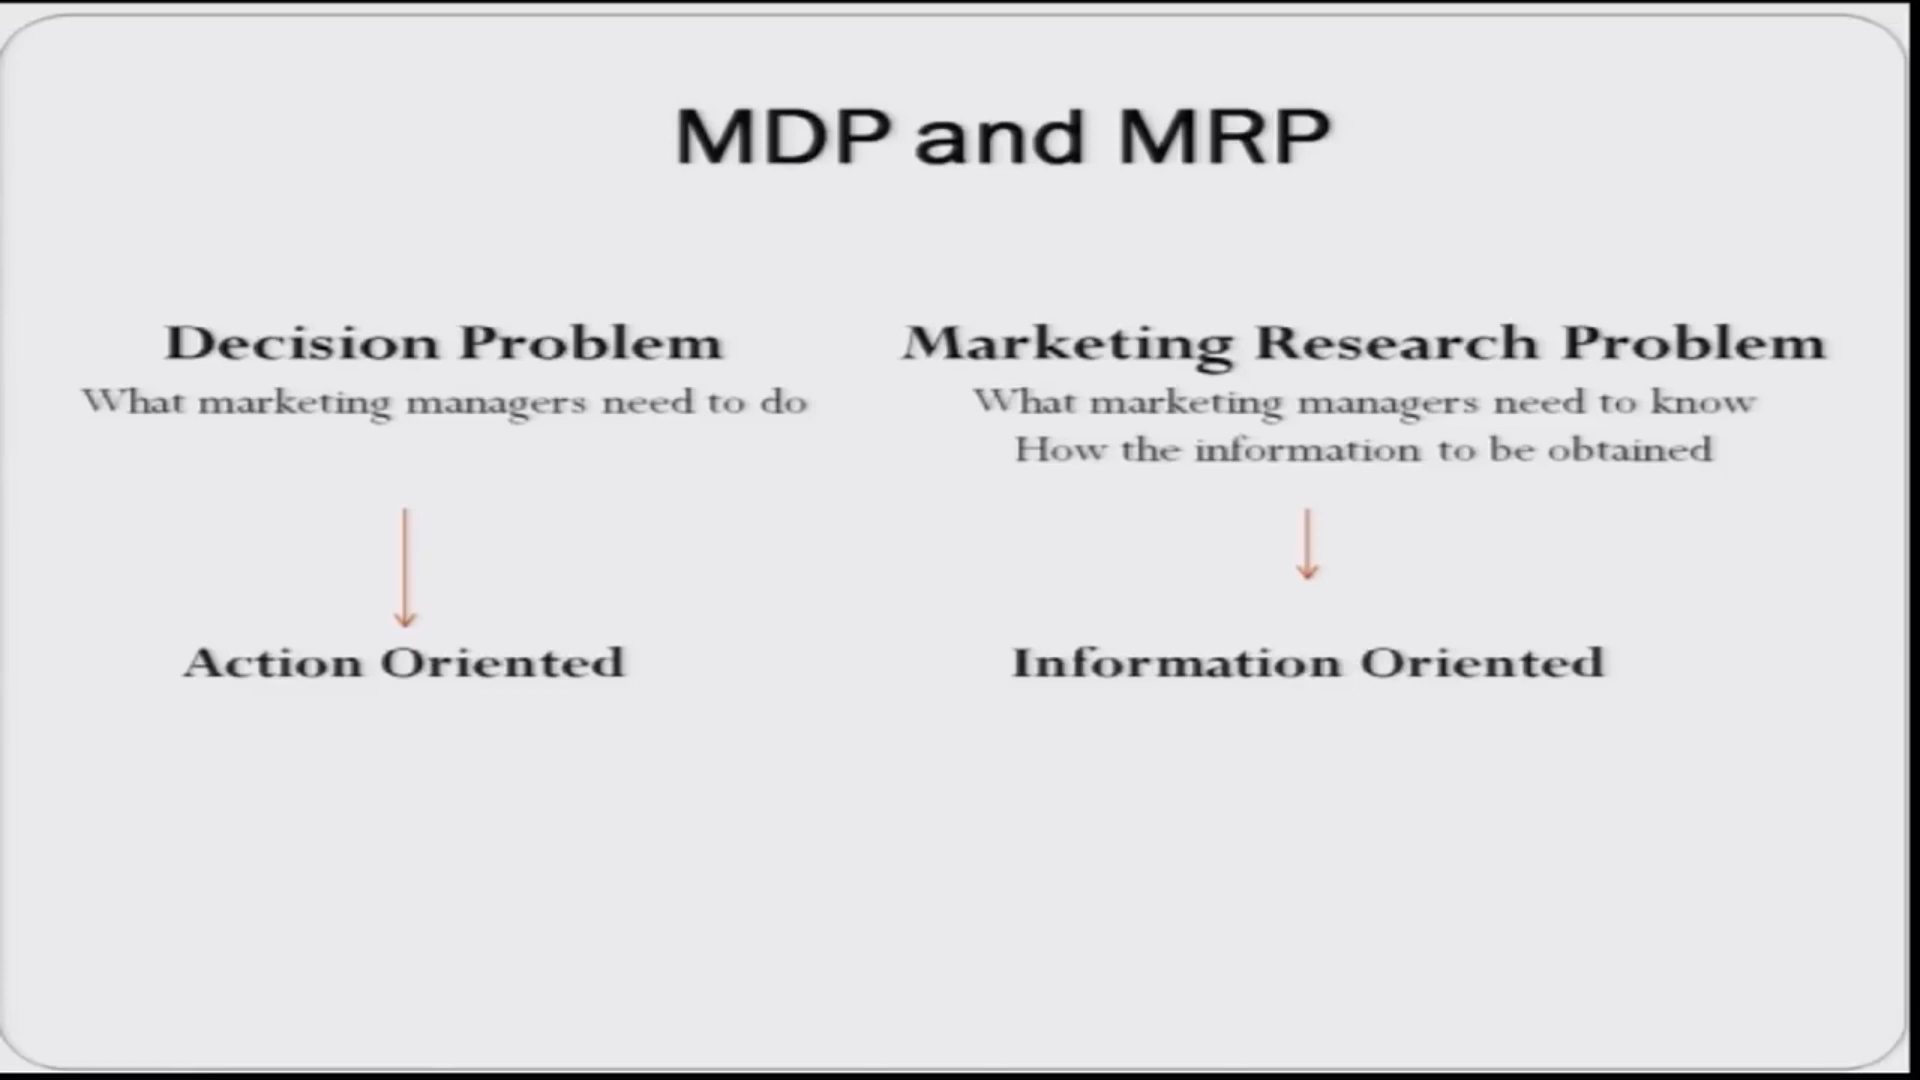 MDP and MRP
Decision Problem
What marketing managers need to do
Marketing Research Problem
What marketing managers need to know
How the information to be obtained
Action Oriented
Information Oriented